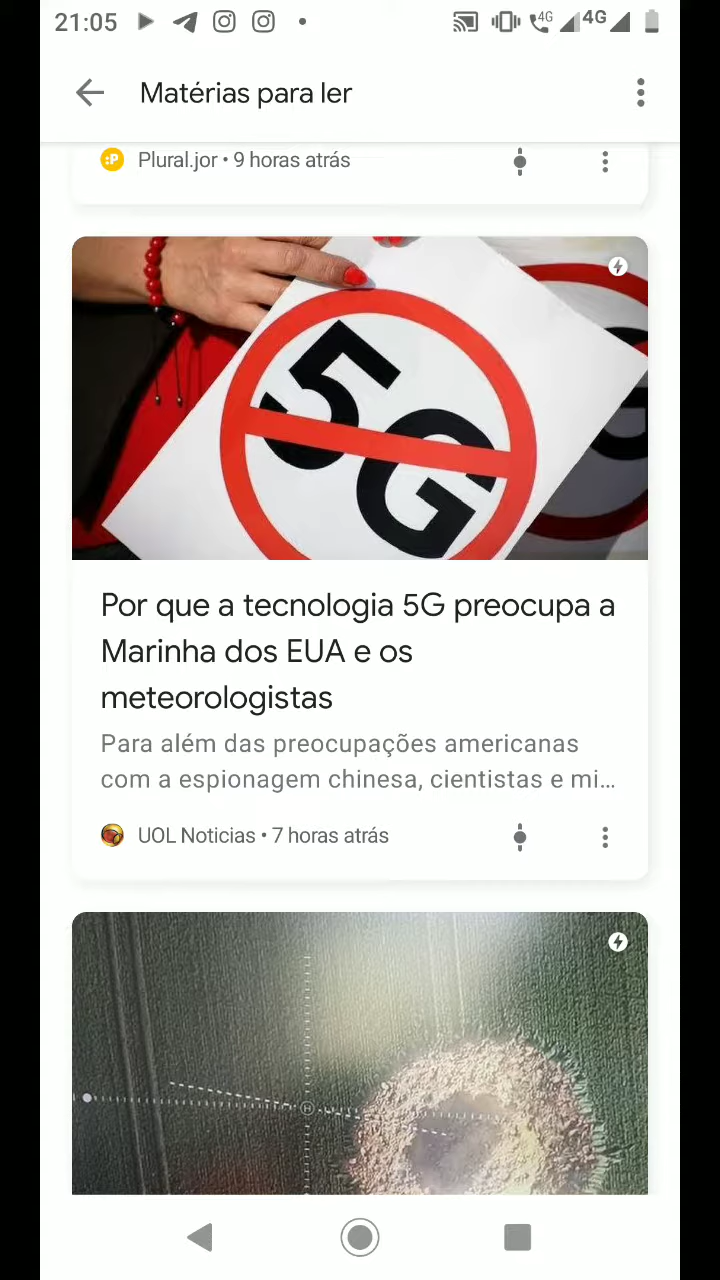 21:05 4G 4G
Matérias para ler
:P Plural.jor • 9 horas atrás
5G
G
Por que a tecnologia 5G preocupa a
Marinha dos EUA e os
meteorologistas
Para além das preocupações americanas
com a espionagem chinesa, cientistas e mi...
UOL Noticias • 7 horas atrás
H